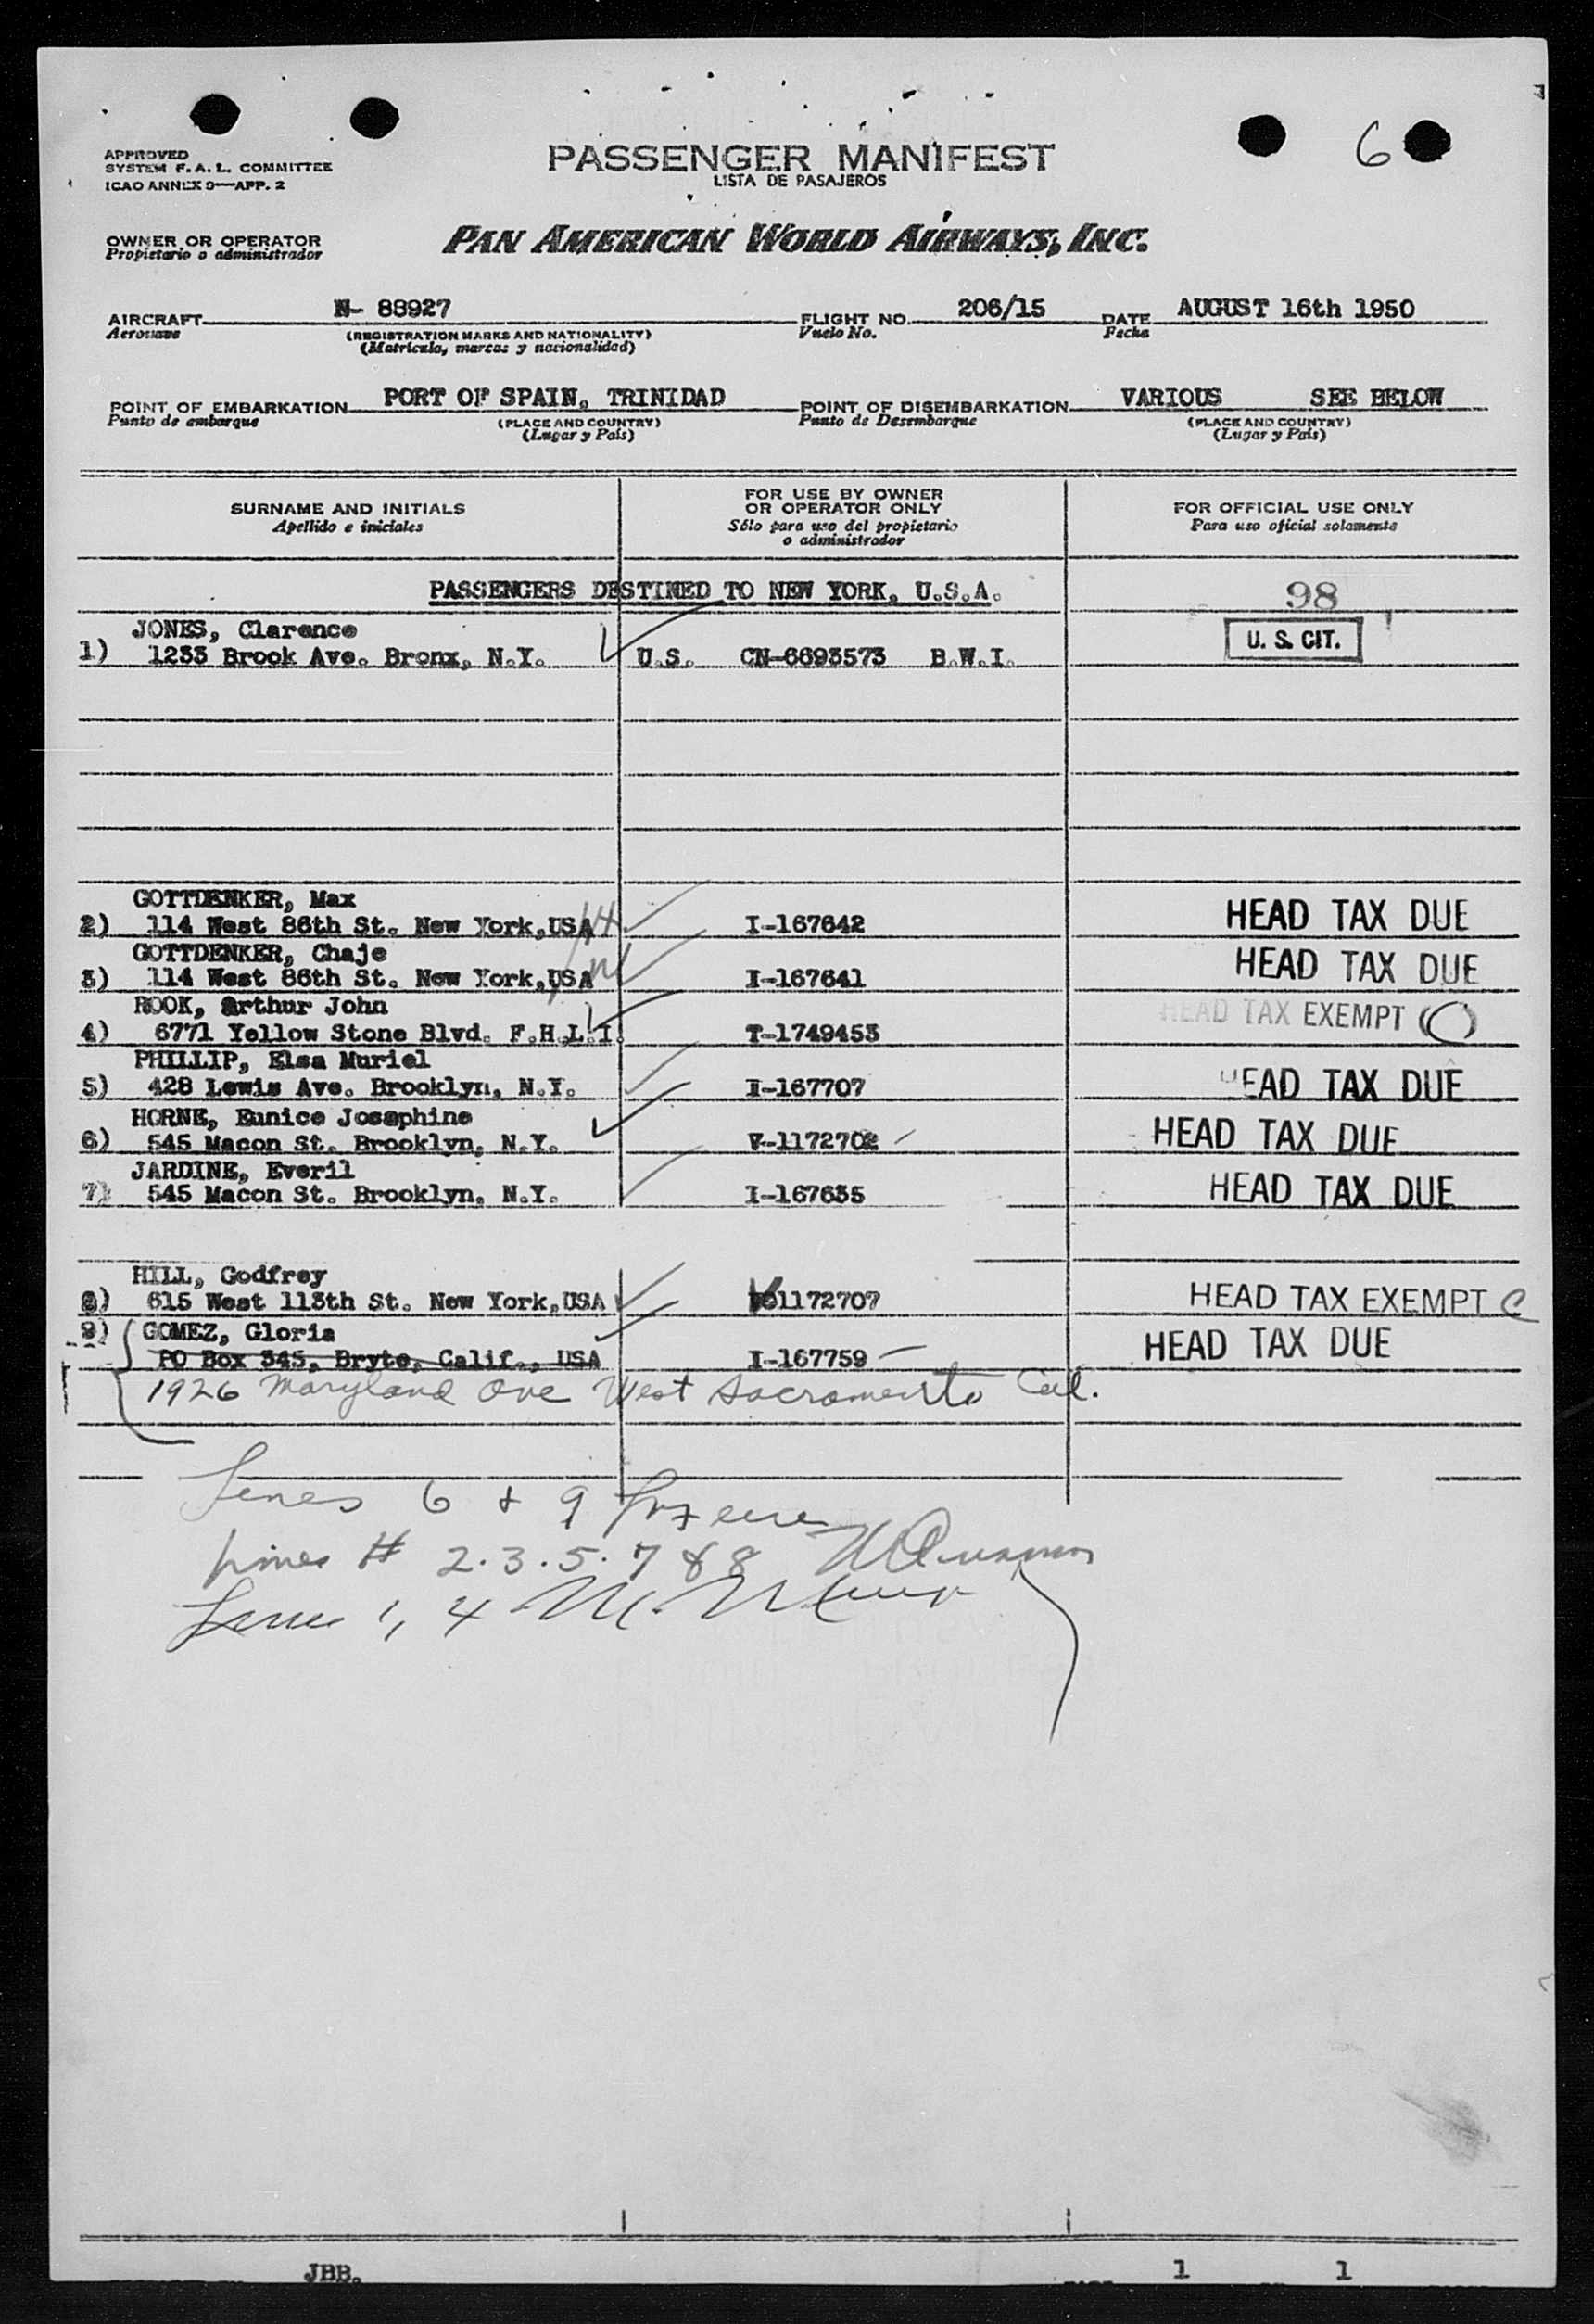 6
APPROVED
SYSTEM F. A. L. COMMITTEE
ICAO ANNEX 9—APP. 2
PASSENGER MANIFEST
LISTA DE PASAJEROS
OWNER OR OPERATOR
Propietario o administrador
PAN AMERICAN WORLD AIRWAYS, INC.
AIRCRAFT N- 88927 FLIGHT NO. 206/15 DATE AUGUST 16th 1950
Aeronave (REGISTRATION MARKS AND NATIONALITY) Vuelo No. Fecha
(Matrícula, marcas y nacionalidad)
POINT OF EMBARKATION PORT OF SPAIN, TRINIDAD POINT OF DISEMBARKATION VARIOUS SEE BELOW
Punto de embarque (PLACE AND COUNTRY) Punto de Desembarque (PLACE AND COUNTRY)
(Lugar y País) (Lugar y País)
SURNAME AND INITIALS
Apellido e iniciales
FOR USE BY OWNER
OR OPERATOR ONLY
Sólo para uso del propietario
o administrador
FOR OFFICIAL USE ONLY
Para uso oficial solamente
PASSENGERS DESTINED TO NEW YORK, U.S.A. 98
JONES, Clarence
1) 1233 Brook Ave. Bronx, N.Y. U.S. CN-6693573 B.W.I. U. S. CIT.
GOTTDENKER, Max
2) 114 West 86th St. New York, USA I-167642 HEAD TAX DUE
GOTTDENKER, Chaje
3) 114 West 86th St. New York, USA I-167641 HEAD TAX DUE
ROOK, Arthur John
4) 6771 Yellow Stone Blvd. F.H.L.I. T-1749453 HEAD TAX EXEMPT
PHILLIP, Elsa Muriel
5) 428 Lewis Ave. Brooklyn, N.Y. I-167707 HEAD TAX DUE
HORNE, Eunice Josephine
6) 545 Macon St. Brooklyn, N.Y. V-1172702 HEAD TAX DUE
JARDINE, Everil
7) 545 Macon St. Brooklyn, N.Y. I-167635 HEAD TAX DUE
HILL, Godfrey
8) 615 West 113th St. New York, USA 1172707 HEAD TAX EXEMPT C
9) GOMEZ, Gloria
PO Box 345, Bryte, Calif., USA I-167759 HEAD TAX DUE
1926 Maryland Ave West Sacramento Cal.
Lines 6 & 9
Lines # 2.3.5.7 & 8
Lines 1, 4
JBB. 1 1